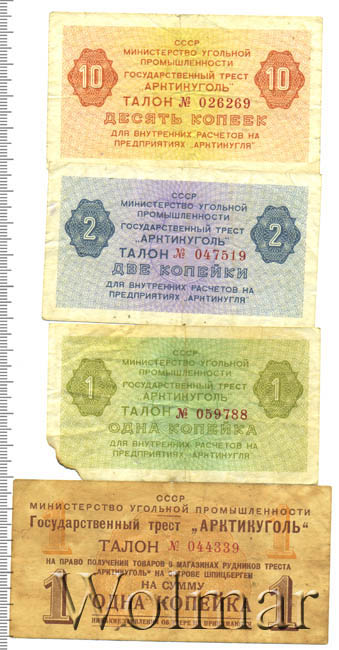 СССР
МИНИСТЕРСТВО УГОЛЬНОЙ
ПРОМЫШЛЕННОСТИ
ГОСУДАРСТВЕННЫЙ ТРЕСТ
„АРКТИКУГОЛЬ"
10 10
ТАЛОН № 026269
ДЕСЯТЬ КОПЕЕК
ДЛЯ ВНУТРЕННИХ РАСЧЕТОВ НА
ПРЕДПРИЯТИЯХ „АРКТИКУГЛЯ"
СССР
МИНИСТЕРСТВО УГОЛЬНОЙ
ПРОМЫШЛЕННОСТИ
ГОСУДАРСТВЕННЫЙ ТРЕСТ
2 „АРКТИКУГОЛЬ" 2
ТАЛОН № 047519
ДВЕ КОПЕЙКИ
ДЛЯ ВНУТРЕННИХ РАСЧЕТОВ НА
ПРЕДПРИЯТИЯХ „АРКТИКУГЛЯ"
СССР
МИНИСТЕРСТВО УГОЛЬНОЙ
ПРОМЫШЛЕННОСТИ
ГОСУДАРСТВЕННЫЙ ТРЕСТ
1 „АРКТИКУГОЛЬ" 1
ТАЛОН № 059788
ОДНА КОПЕЙКА
ДЛЯ ВНУТРЕННИХ РАСЧЕТОВ НА
ПРЕДПРИЯТИЯХ „АРКТИКУГЛЯ"
СССР
МИНИСТЕРСТВО УГОЛЬНОЙ ПРОМЫШЛЕННОСТИ
Государственный трест „АРКТИКУГОЛЬ"
1 ТАЛОН № 044339 1
НА ПРАВО ПОЛУЧЕНИЯ ТОВАРОВ В МАГАЗИНАХ РУДНИКОВ ТРЕСТА
„АРКТИКУГОЛЬ" НА ОСТРОВЕ ШПИЦБЕРГЕН
НА СУММУ
1 ОДНА КОПЕЙКА 1
Wolmar